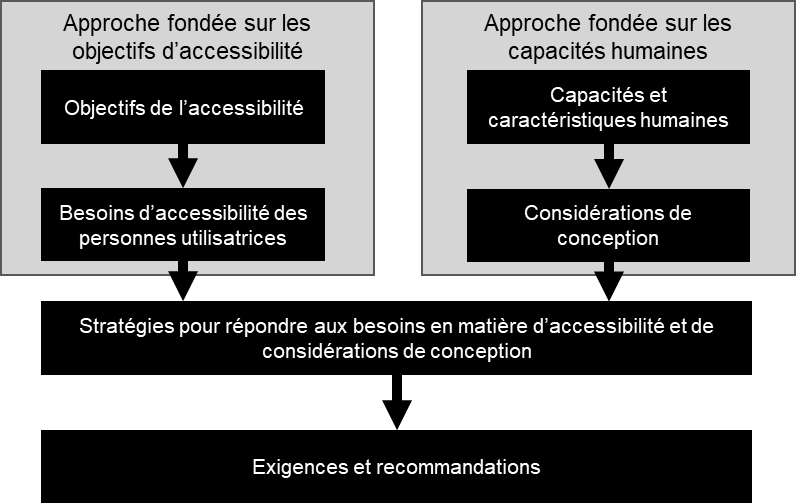 Approche fondée sur les
objectifs d’accessibilité
Objectifs de l’accessibilité
Besoins d’accessibilité des
personnes utilisatrices
Approche fondée sur les
capacités humaines
Capacités et
caractéristiques humaines
Considérations de
conception
Stratégies pour répondre aux besoins en matière d’accessibilité et de
considérations de conception
Exigences et recommandations